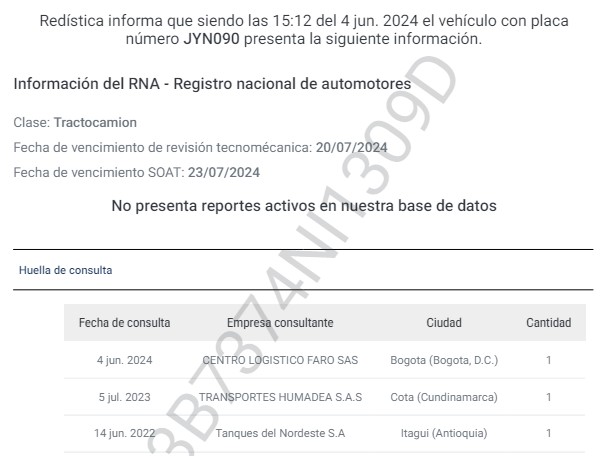 Redística informa que siendo las 15:12 del 4 jun. 2024 el vehículo con placa
número JYN090 presenta la siguiente información.
Información del RNA - Registro nacional de automotores
Clase: Tractocamion
Fecha de vencimiento de revisión tecnomécanica: 20/07/2024
Fecha de vencimiento SOAT: 23/07/2024
No presenta reportes activos en nuestra base de datos
Huella de consulta
Fecha de consulta Empresa consultante Ciudad Cantidad
4 jun. 2024 CENTRO LOGISTICO FARO SAS Bogota (Bogota, D.C.) 1
5 jul. 2023 TRANSPORTES HUMADEA S.A.S Cota (Cundinamarca) 1
14 jun. 2022 Tanques del Nordeste S.A Itagui (Antioquia) 1
3B7374NI1309D